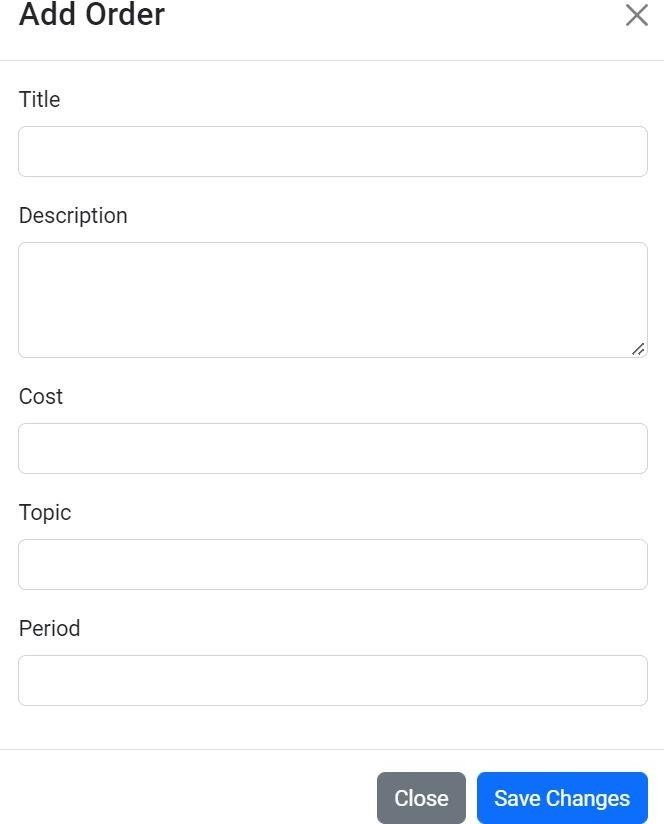 Add Order
Title
Description
Cost
Topic
Period
Close Save Changes